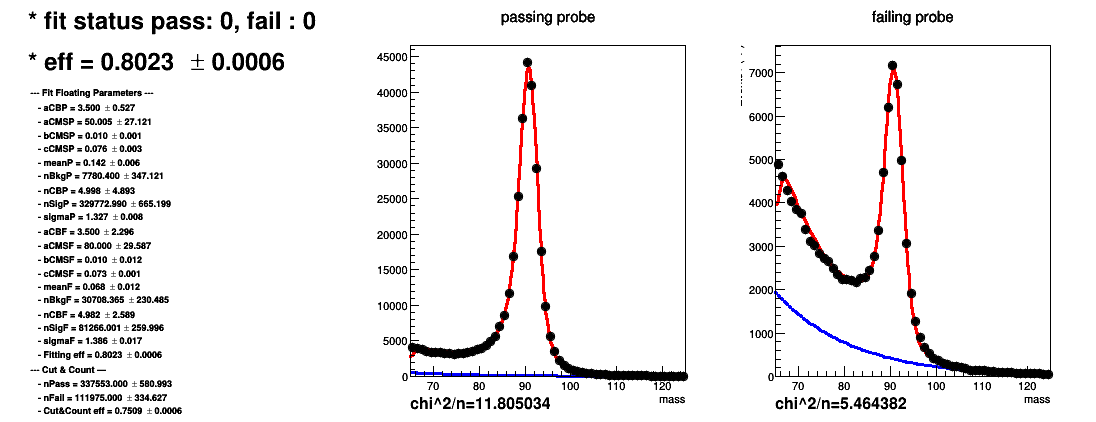 * fit status pass: 0, fail : 0
* eff = 0.8023 ± 0.0006
--- Fit Floating Parameters ---
- aCBP = 3.500 ± 0.527
- aCMSP = 50.005 ± 27.121
- bCMSP = 0.010 ± 0.001
- cCMSP = 0.076 ± 0.003
- meanP = 0.142 ± 0.006
- nBkgP = 7780.400 ± 347.121
- nCBP = 4.998 ± 4.893
- nSigP = 329772.990 ± 665.199
- sigmaP = 1.327 ± 0.008
- aCBF = 3.500 ± 2.296
- aCMSF = 80.000 ± 29.587
- bCMSF = 0.010 ± 0.012
- cCMSF = 0.073 ± 0.001
- meanF = 0.068 ± 0.012
- nBkgF = 30708.365 ± 230.485
- nCBF = 4.982 ± 2.589
- nSigF = 81266.001 ± 259.996
- sigmaF = 1.386 ± 0.017
- Fitting eff = 0.8023 ± 0.0006
--- Cut & Count ---
- nPass = 337553.000 ± 580.993
- nFail = 111975.000 ± 334.627
- Cut&Count eff = 0.7509 ± 0.0006
passing probe
45000
40000
35000
30000
25000
20000
15000
10000
5000
0
70 80 90 100 110 120
mass
chi^2/n=11.805034
failing probe
7000
6000
5000
4000
3000
2000
1000
0
70 80 90 100 110 120
mass
chi^2/n=5.464382